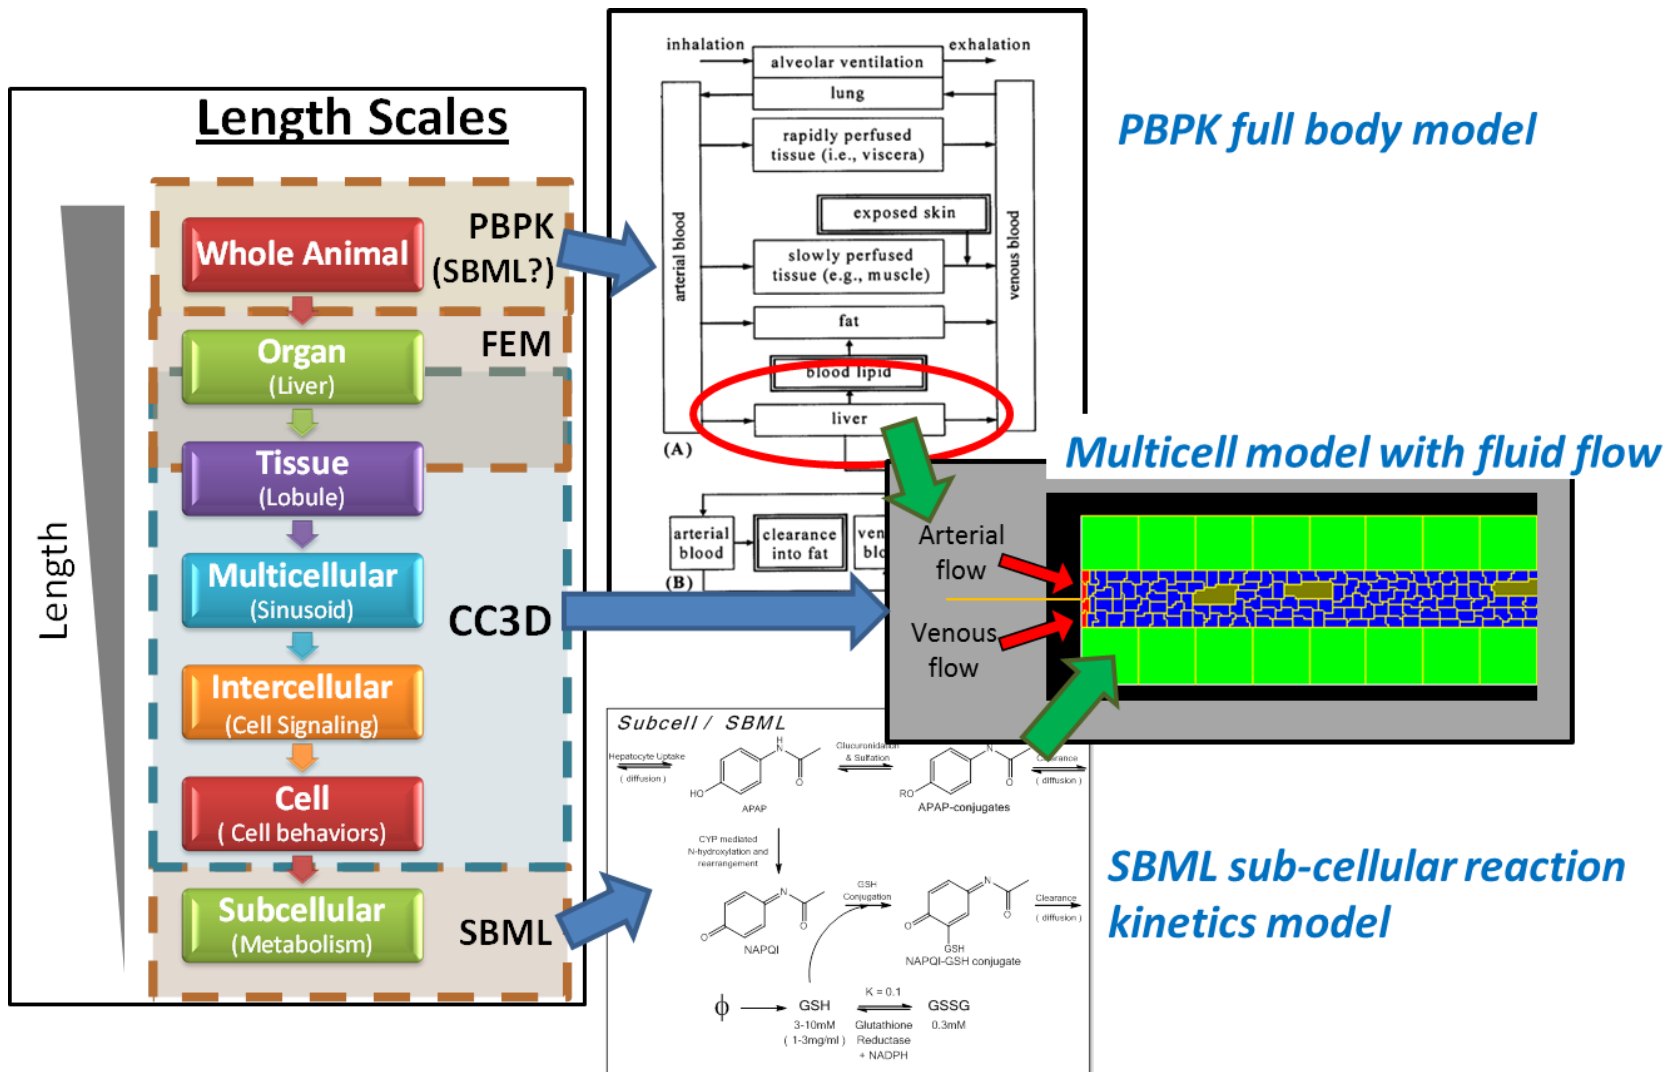 Length Scales
Length
Whole Animal
PBPK
(SBML?)
Organ
(Liver)
FEM
Tissue
(Lobule)
Multicellular
(Sinusoid)
CC3D
Intercellular
(Cell Signaling)
Cell
( Cell behaviors)
Subcellular
(Metabolism)
SBML
inhalation
exhalation
alveolar ventilation
lung
arterial blood
venous blood
rapidly perfused
tissue (i.e., viscera)
exposed skin
slowly perfused
tissue (e.g., muscle)
fat
blood lipid
liver
(A)
arterial
blood
clearance
into fat
(B)
PBPK full body model
Multicell model with fluid flow
Arterial
flow
Venous
flow
Subcell / SBML
Hepatocyte Uptake
( diffusion )
H
N
O
HO
APAP
Glucuronidation
& Sulfation
N
O
RO
APAP-conjugates
( diffusion )
CYP mediated
N-hydroxylation and
rearrangement
N
O
O
NAPQI
GSH
Conjugation
N
O
O
GSH
NAPQI-GSH conjugate
Clearance
( diffusion )
ϕ
GSH
3-10mM
( 1-3mg/ml )
K = 0.1
Glutathione
Reductase
+ NADPH
GSSG
0.3mM
SBML sub-cellular reaction
kinetics model